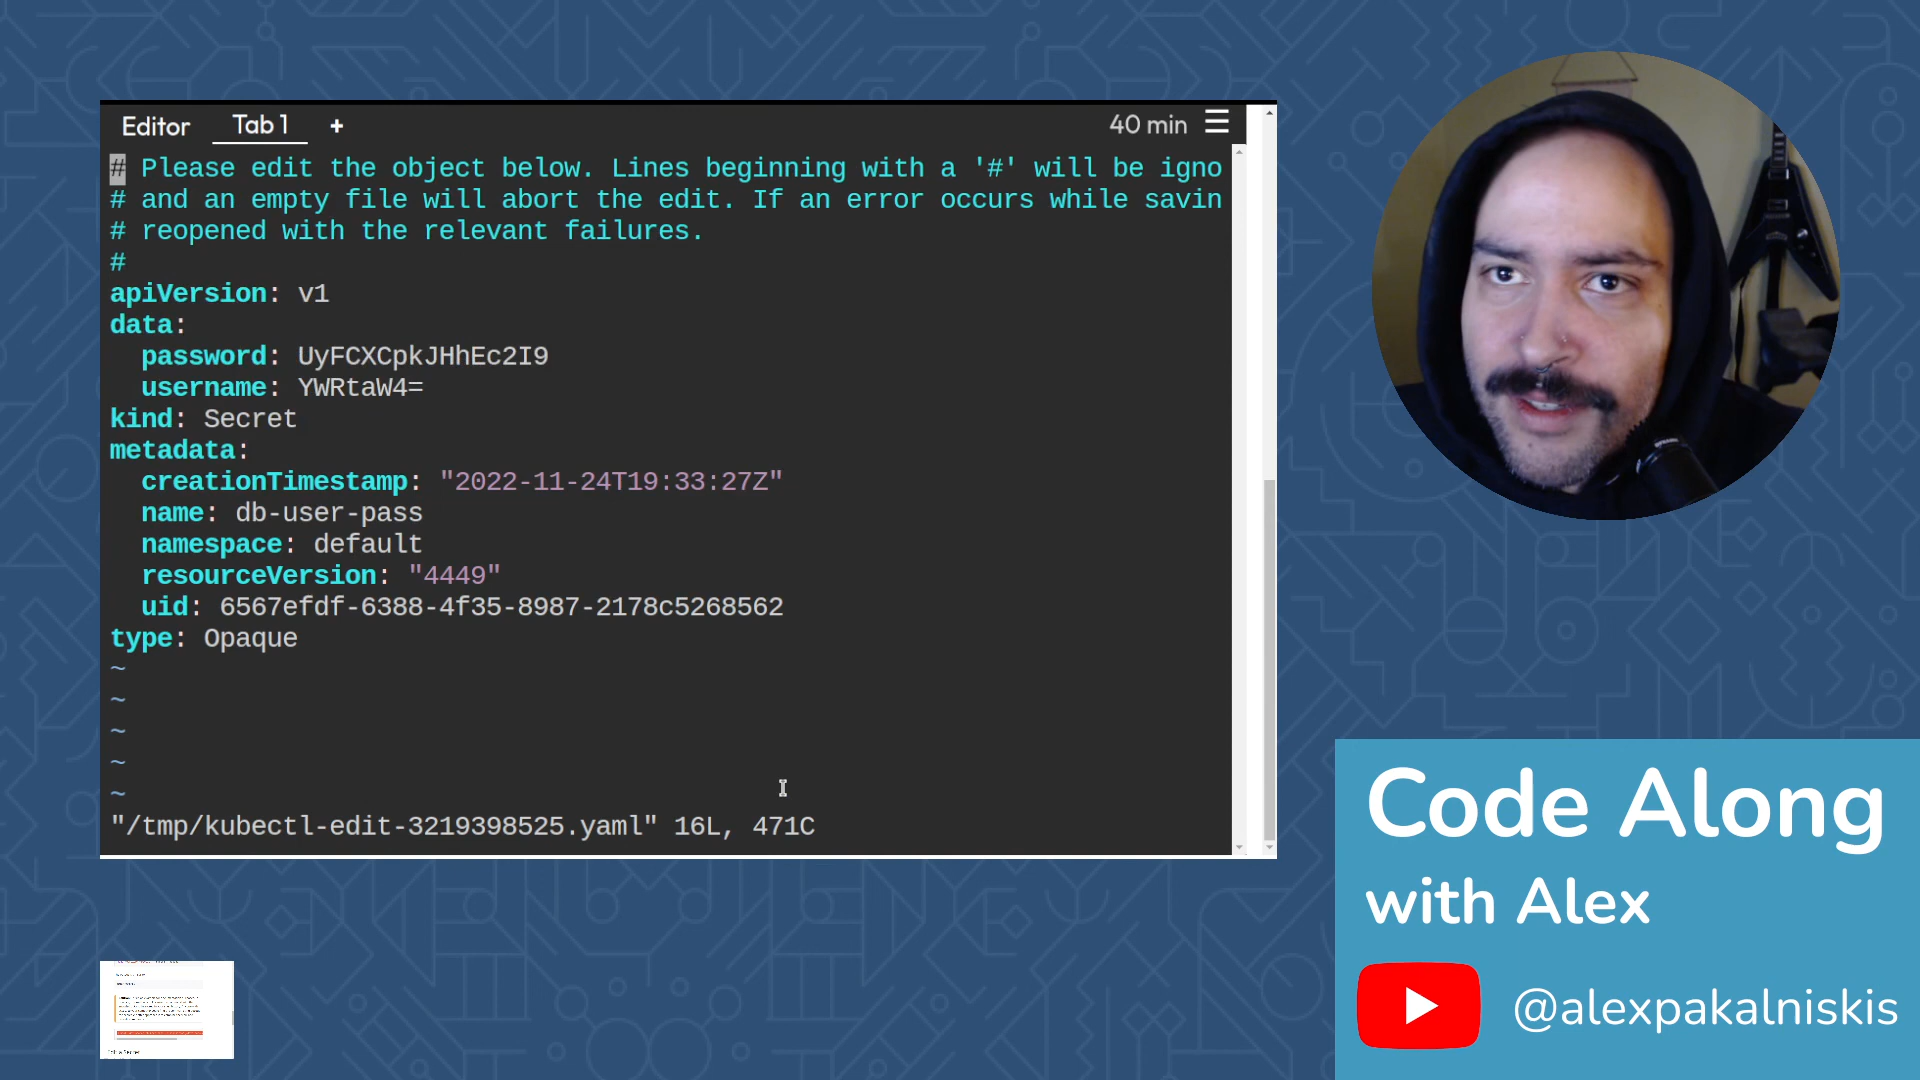 Editor Tab 1 + 40 min
# Please edit the object below. Lines beginning with a '#' will be igno
# and an empty file will abort the edit. If an error occurs while savin
# reopened with the relevant failures.
#
apiVersion: v1
data:
  password: UyFCXCpkJHhEc2I9
  username: YWRtaW4=
kind: Secret
metadata:
  creationTimestamp: "2022-11-24T19:33:27Z"
  name: db-user-pass
  namespace: default
  resourceVersion: "4449"
  uid: 6567efdf-6388-4f35-8987-2178c5268562
type: Opaque
~
~
~
~
~
"/tmp/kubectl-edit-3219398525.yaml" 16L, 471C
Code Along
with Alex
@alexpakalniskis